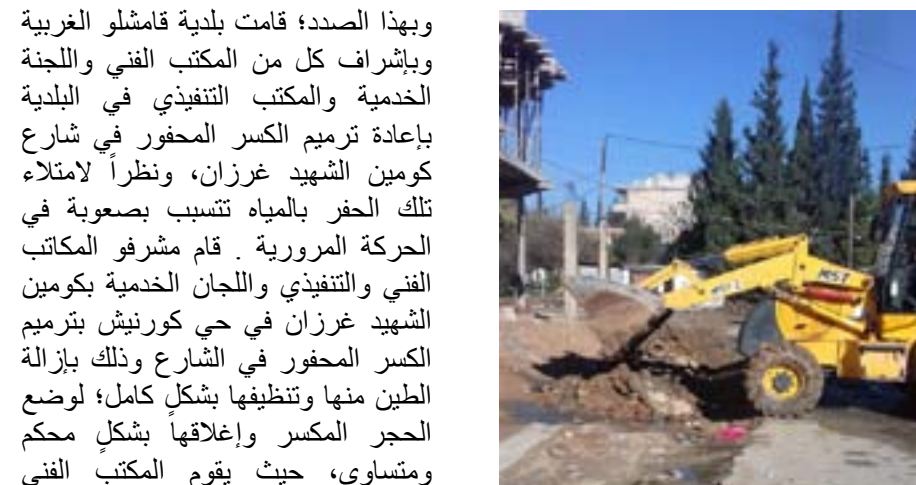 وبهذا الصدد؛ قامت بلدية قامشلو الغربية
وبإشراف كل من المكتب الفني واللجنة
الخدمية والمكتب التنفيذي في البلدية
بإعادة ترميم الكسر المحفور في شارع
كومين الشهيد غرزان، ونظراً لامتلاء
تلك الحفر بالمياه تتسبب بصعوبة في
الحركة المرورية . قام مشرفو المكاتب
الفني والتنفيذي واللجان الخدمية بكومين
الشهيد غرزان في حي كورنيش بترميم
الكسر المحفور في الشارع وذلك بإزالة
الطين منها وتنظيفها بشكلٍ كامل؛ لوضع
الحجر المكسر وإغلاقها بشكلٍ محكم
ومتساوي، حيث يقوم المكتب الفني
MST